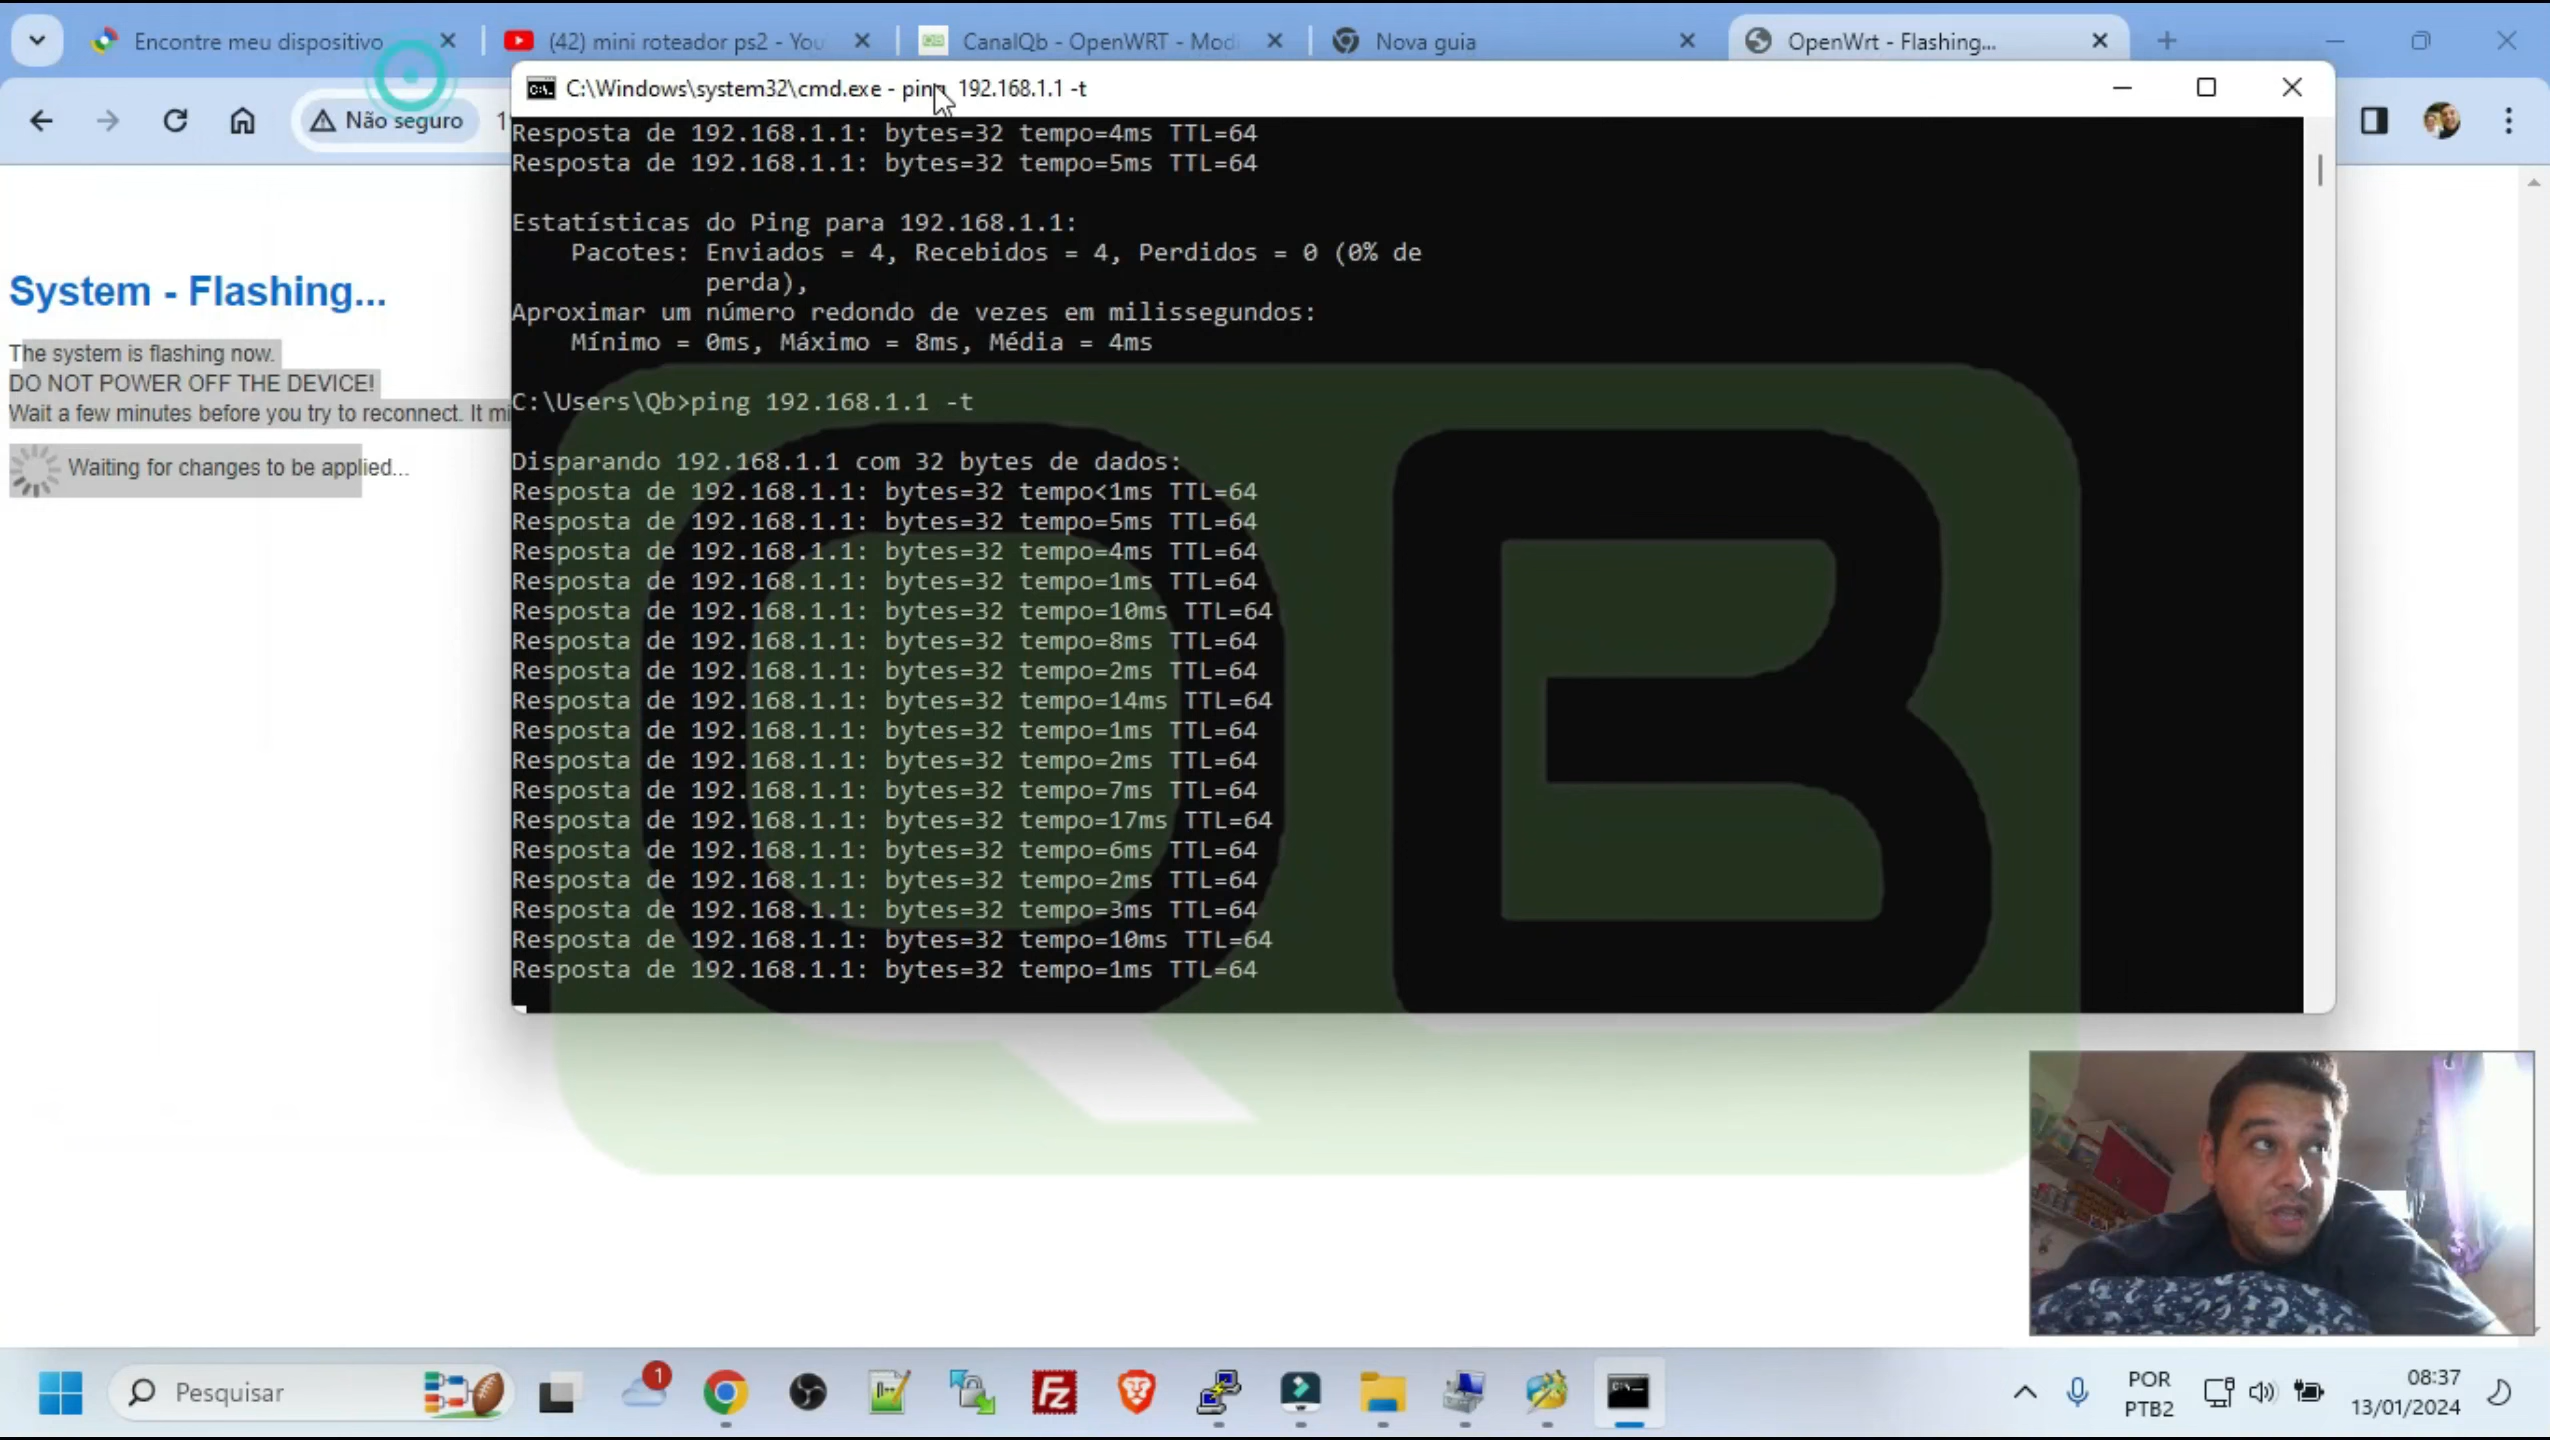 Encontre meu dispositivo
(42) mini roteador ps2 - You
CanalQb - OpenWRT - Mod
Nova guia
OpenWrt - Flashing...
C:\Windows\system32\cmd.exe - ping 192.168.1.1 -t
Não seguro
Resposta de 192.168.1.1: bytes=32 tempo=4ms TTL=64
Resposta de 192.168.1.1: bytes=32 tempo=5ms TTL=64
Estatísticas do Ping para 192.168.1.1:
Pacotes: Enviados = 4, Recebidos = 4, Perdidos = 0 (0% de
perda),
Aproximar um número redondo de vezes em milissegundos:
Mínimo = 0ms, Máximo = 8ms, Média = 4ms
C:\Users\Qb>ping 192.168.1.1 -t
Disparando 192.168.1.1 com 32 bytes de dados:
Resposta de 192.168.1.1: bytes=32 tempo<1ms TTL=64
Resposta de 192.168.1.1: bytes=32 tempo=5ms TTL=64
Resposta de 192.168.1.1: bytes=32 tempo=4ms TTL=64
Resposta de 192.168.1.1: bytes=32 tempo=1ms TTL=64
Resposta de 192.168.1.1: bytes=32 tempo=10ms TTL=64
Resposta de 192.168.1.1: bytes=32 tempo=8ms TTL=64
Resposta de 192.168.1.1: bytes=32 tempo=2ms TTL=64
Resposta de 192.168.1.1: bytes=32 tempo=14ms TTL=64
Resposta de 192.168.1.1: bytes=32 tempo=1ms TTL=64
Resposta de 192.168.1.1: bytes=32 tempo=2ms TTL=64
Resposta de 192.168.1.1: bytes=32 tempo=7ms TTL=64
Resposta de 192.168.1.1: bytes=32 tempo=17ms TTL=64
Resposta de 192.168.1.1: bytes=32 tempo=6ms TTL=64
Resposta de 192.168.1.1: bytes=32 tempo=2ms TTL=64
Resposta de 192.168.1.1: bytes=32 tempo=3ms TTL=64
Resposta de 192.168.1.1: bytes=32 tempo=10ms TTL=64
Resposta de 192.168.1.1: bytes=32 tempo=1ms TTL=64
System - Flashing...
The system is flashing now.
DO NOT POWER OFF THE DEVICE!
Wait a few minutes before you try to reconnect. It mi
Waiting for changes to be applied...
QB
Pesquisar
1
POR
PTB2
08:37
13/01/2024